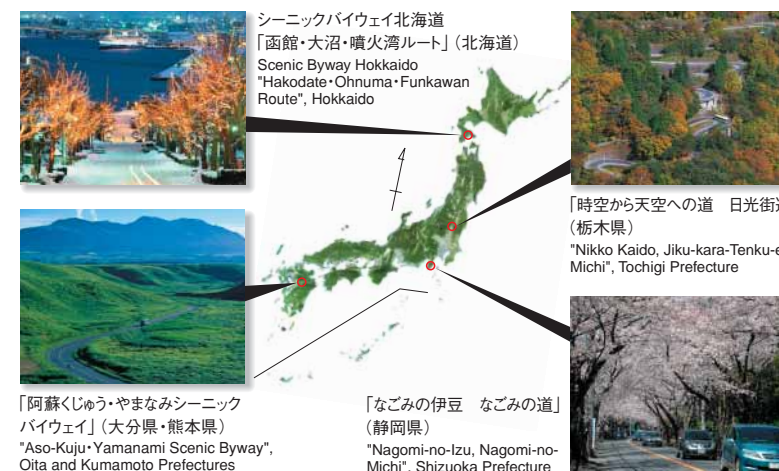 シーニックバイウェイ北海道
「函館・大沼・噴火湾ルート」（北海道）
Scenic Byway Hokkaido
"Hakodate・Ohnuma・Funkawan
Route", Hokkaido
「時空から天空への道　日光街道
（栃木県）
"Nikko Kaido, Jiku-kara-Tenku-e
Michi", Tochigi Prefecture
「阿蘇くじゅう・やまなみシーニック
バイウェイ」（大分県・熊本県）
"Aso-Kuju・Yamanami Scenic Byway",
Oita and Kumamoto Prefectures
「なごみの伊豆　なごみの道」
（静岡県）
"Nagomi-no-Izu, Nagomi-no-
Michi", Shizuoka Prefecture